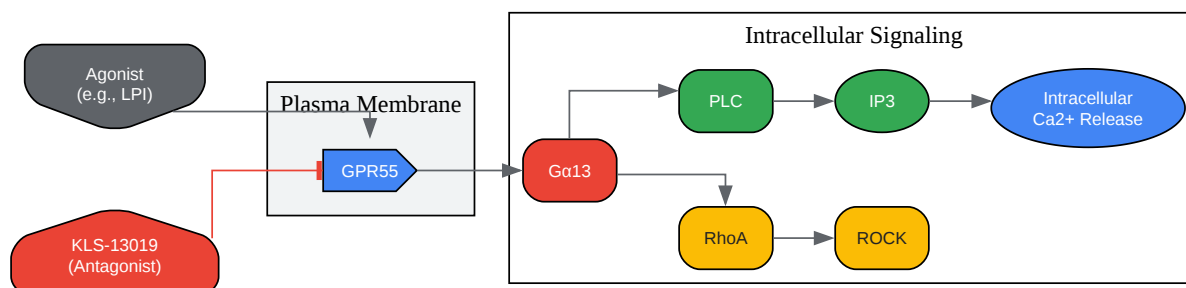 Intracellular Signaling
Agonist
(e.g., LPI)
Plasma Membrane
PLC
IP3
Intracellular
Ca2+ Release
GPR55
Gα13
KLS-13019
(Antagonist)
RhoA
ROCK